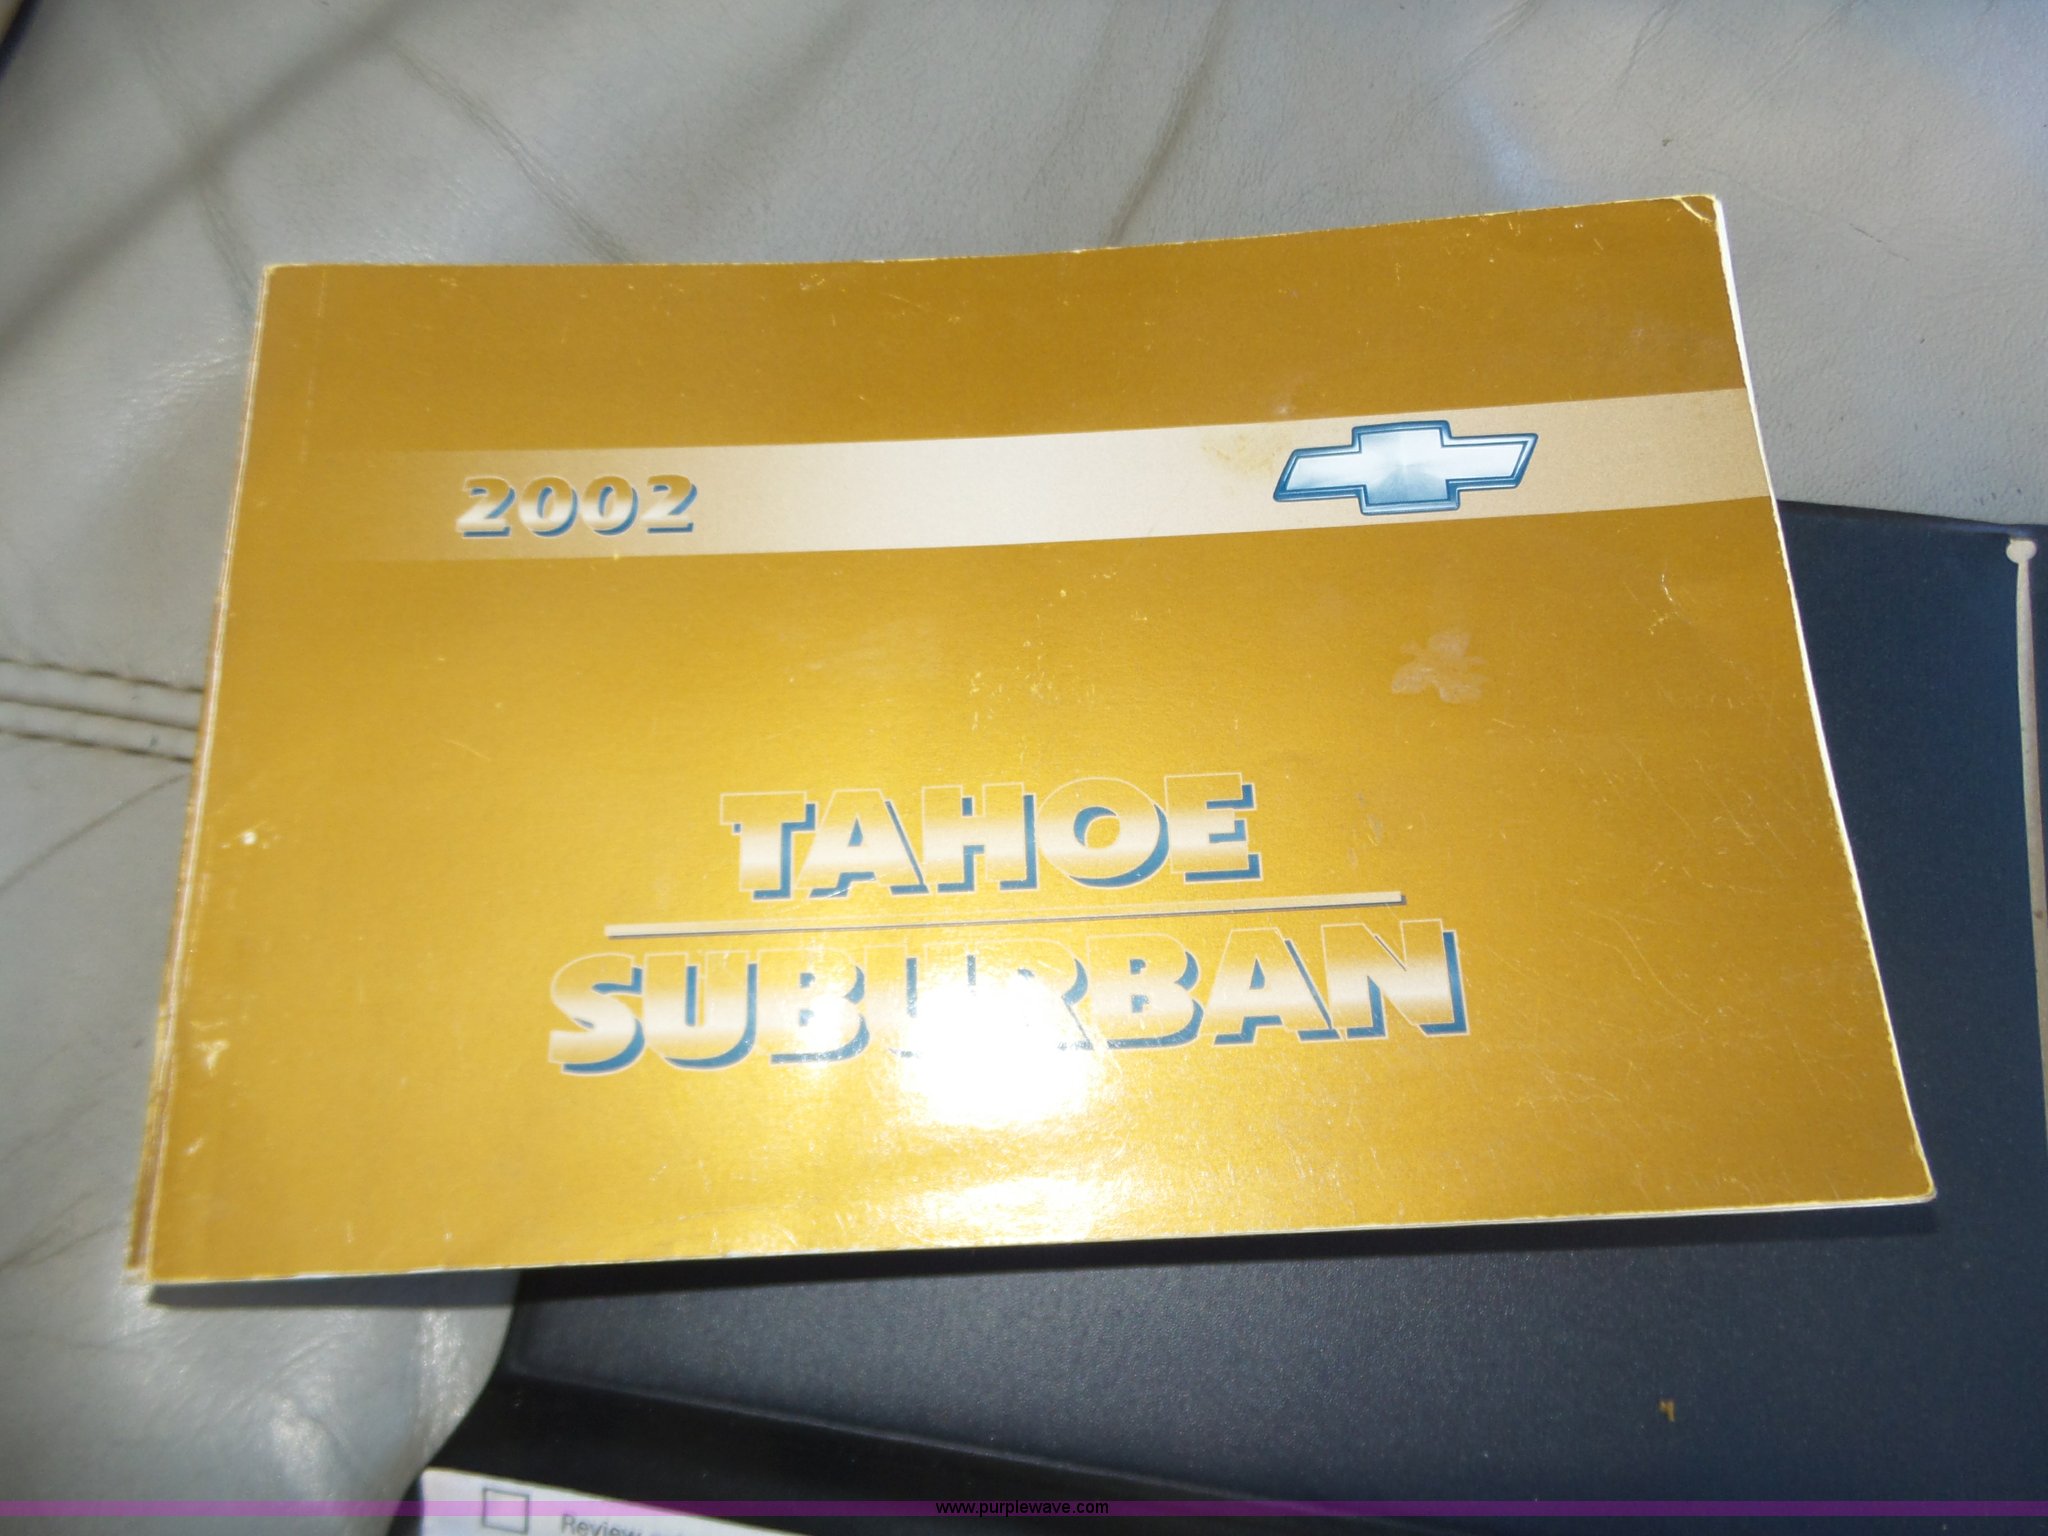 2002
TAHOE
SUBURBAN
Review
www.purplewave.com